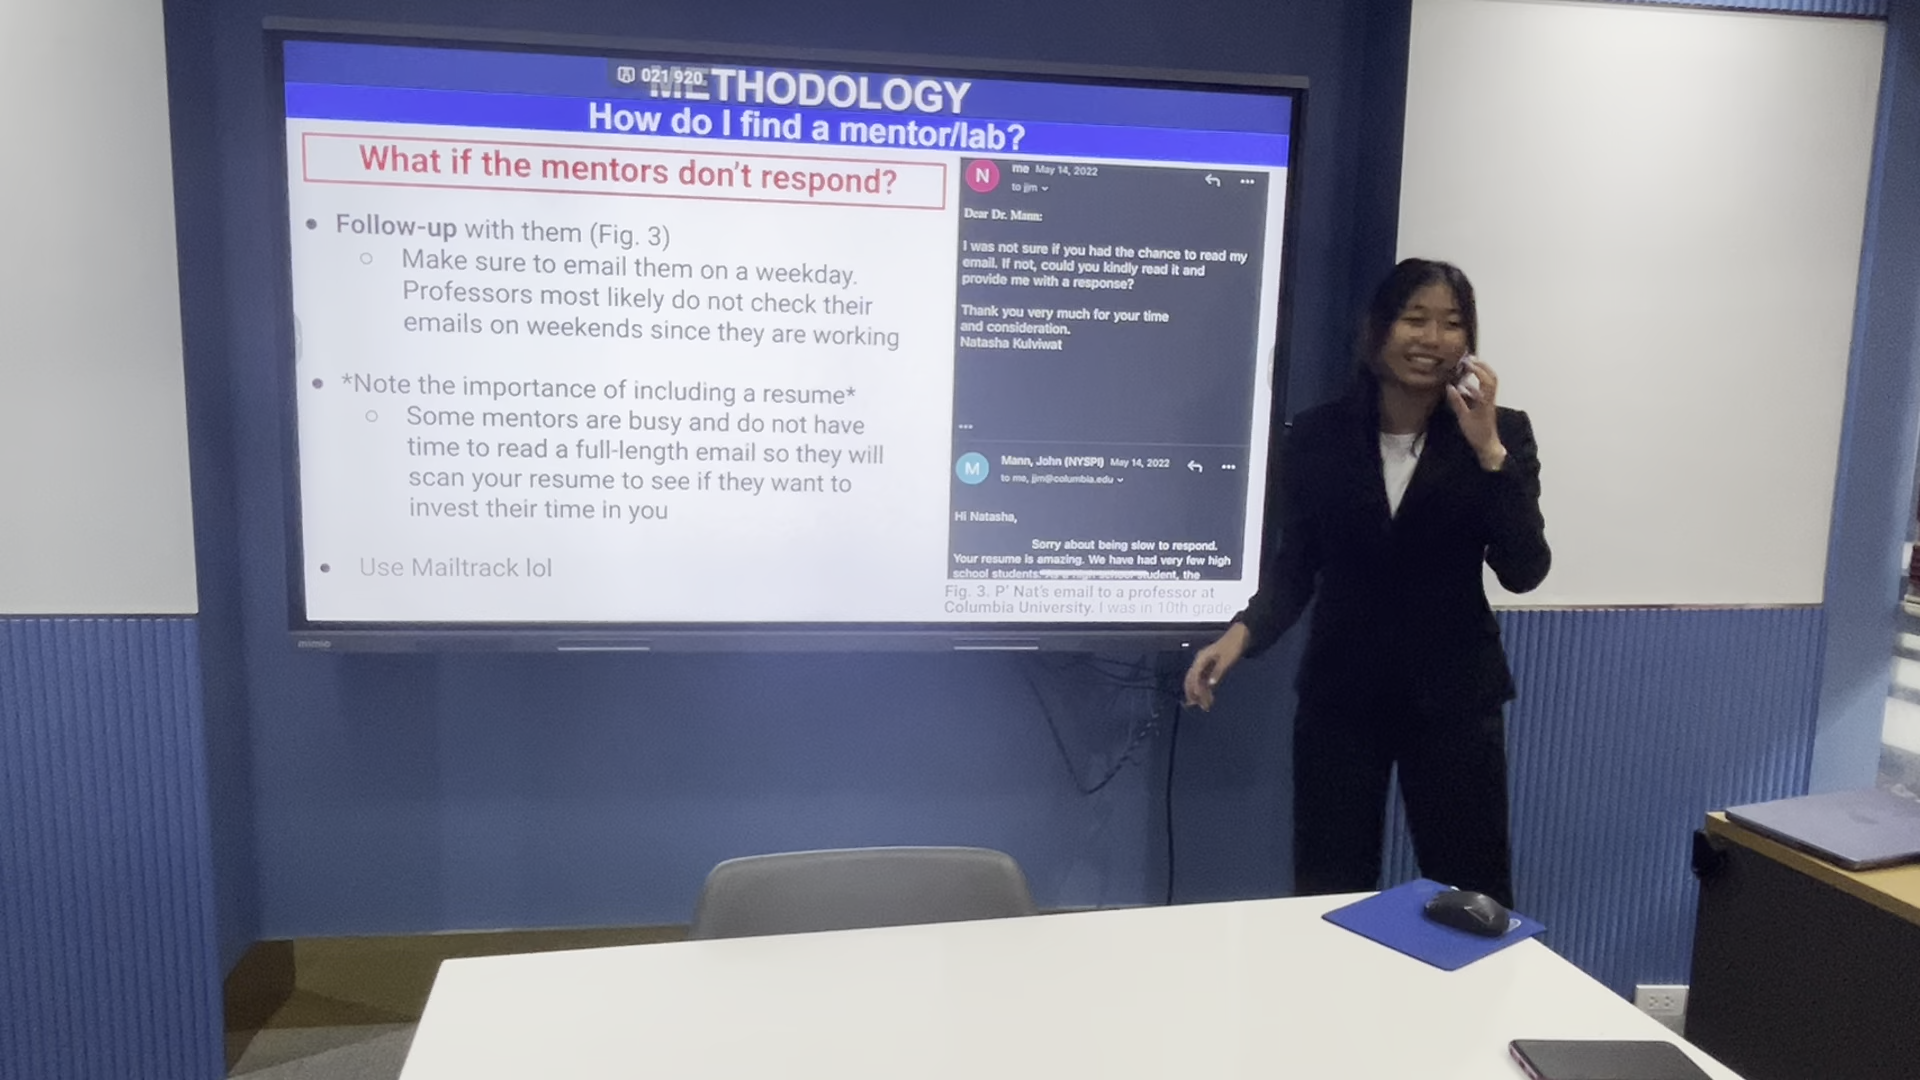 021 920
METHODOLOGY
How do I find a mentor/lab?
What if the mentors don't respond?
• Follow-up with them (Fig. 3)
○ Make sure to email them on a weekday.
Professors most likely do not check their
emails on weekends since they are working
• *Note the importance of including a resume*
○ Some mentors are busy and do not have
time to read a full-length email so they will
scan your resume to see if they want to
invest their time in you
• Use Mailtrack lol
N
me May 14, 2022
to jjm
Dear Dr. Mann:
I was not sure if you had the chance to read my
email. If not, could you kindly read it and
provide me with a response?
Thank you very much for your time
and consideration.
Natasha Kulviwat
M
Mann, John (NYSPI) May 14, 2022
to me, jjm@columbia.edu
Hi Natasha,
Sorry about being slow to respond.
Your resume is amazing. We have had very few high
school students. As a high school student, the
Fig. 3. P' Nat's email to a professor at
Columbia University. I was in 10th grade
mimio